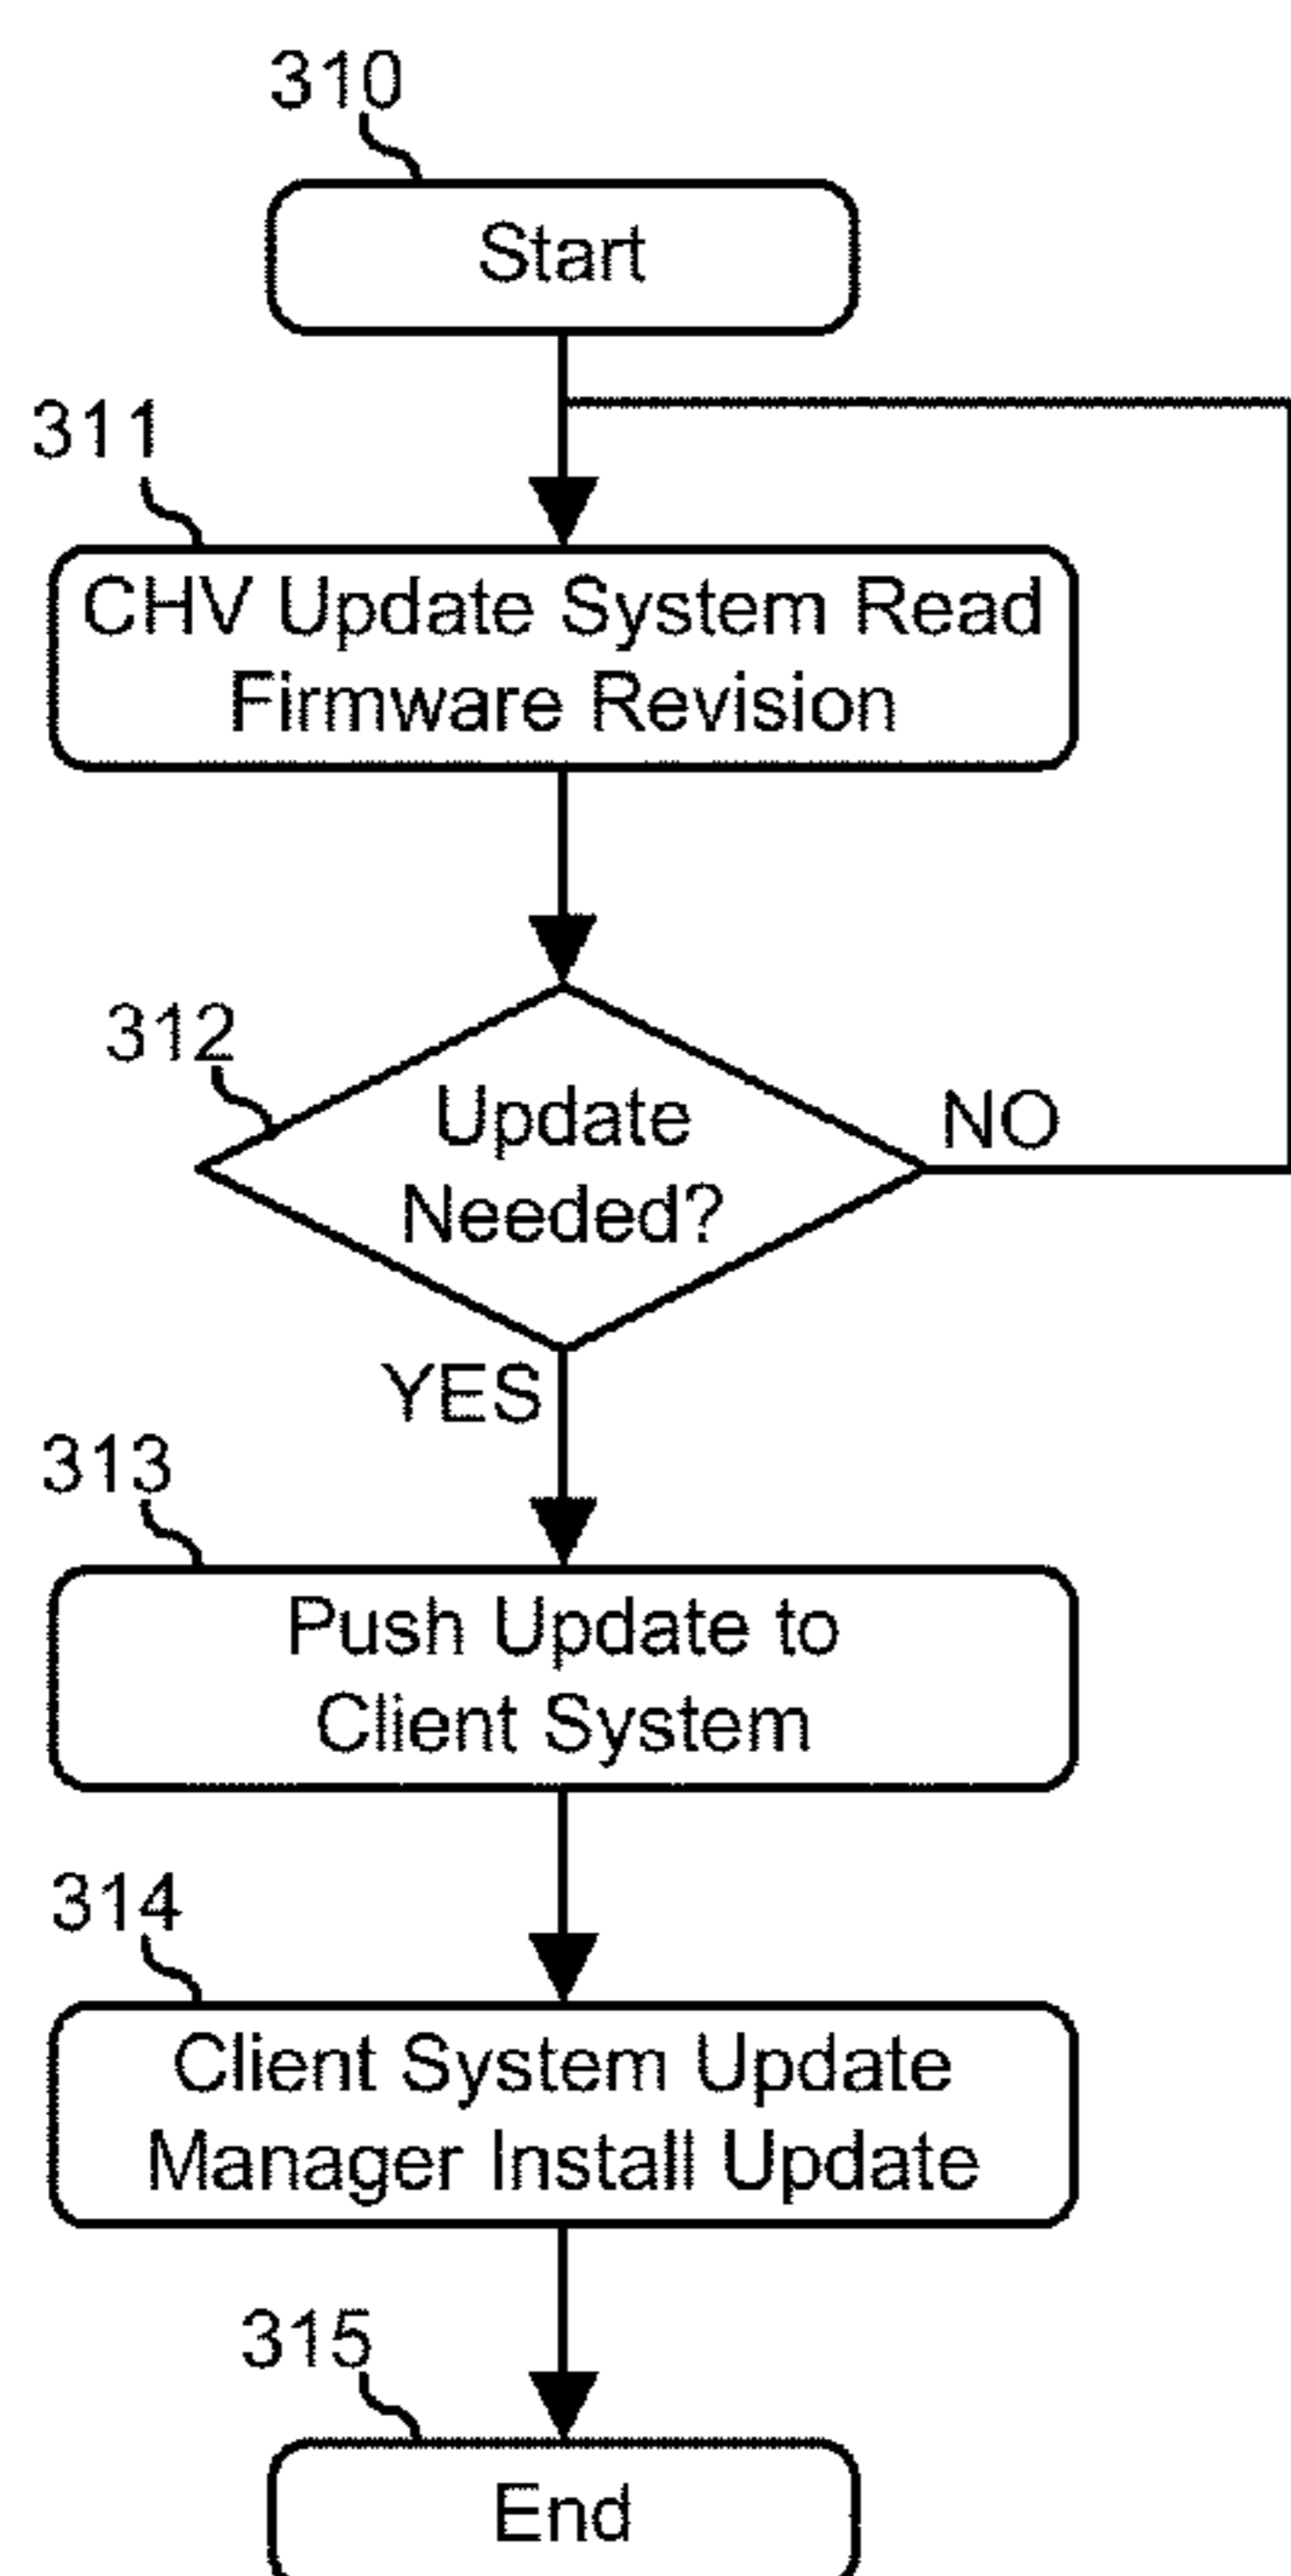 310
Start
311
CHV Update System Read
Firmware Revision
312
Update
Needed?
NO
YES
313
Push Update to
Client System
314
Client System Update
Manager Install Update
315
End